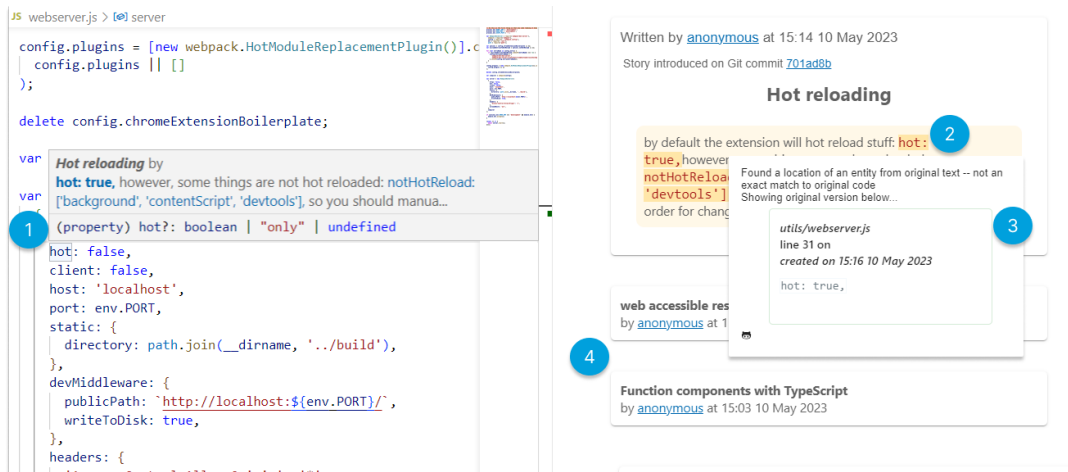 JS webserver.js > server
config.plugins = [new webpack.HotModuleReplacementPlugin()].c
config.plugins || []
);
delete config.chromeExtensionBoilerplate;
var
Hot reloading by
hot: true, however, some things are not hot reloaded: notHotReload:
['background', 'contentScript', 'devtools'], so you should manua...
var
1
(property) hot?: boolean | "only" | undefined
hot: false,
client: false,
host: 'localhost',
port: env.PORT,
static: {
directory: path.join(__dirname, '../build'),
},
devMiddleware: {
publicPath: `http://localhost:${env.PORT}/`,
writeToDisk: true,
},
headers: {
Written by anonymous at 15:14 10 May 2023
Story introduced on Git commit 701ad8b
Hot reloading
2
by default the extension will hot reload stuff: hot:
true,however
notHotReload
'devtools']
order for chang
Found a location of an entity from original text -- not an
exact match to original code
Showing original version below...
3
utils/webserver.js
line 31 on
created on 15:16 10 May 2023
hot: true,
web accessible res
by anonymous at 1
4
Function components with TypeScript
by anonymous at 15:03 10 May 2023